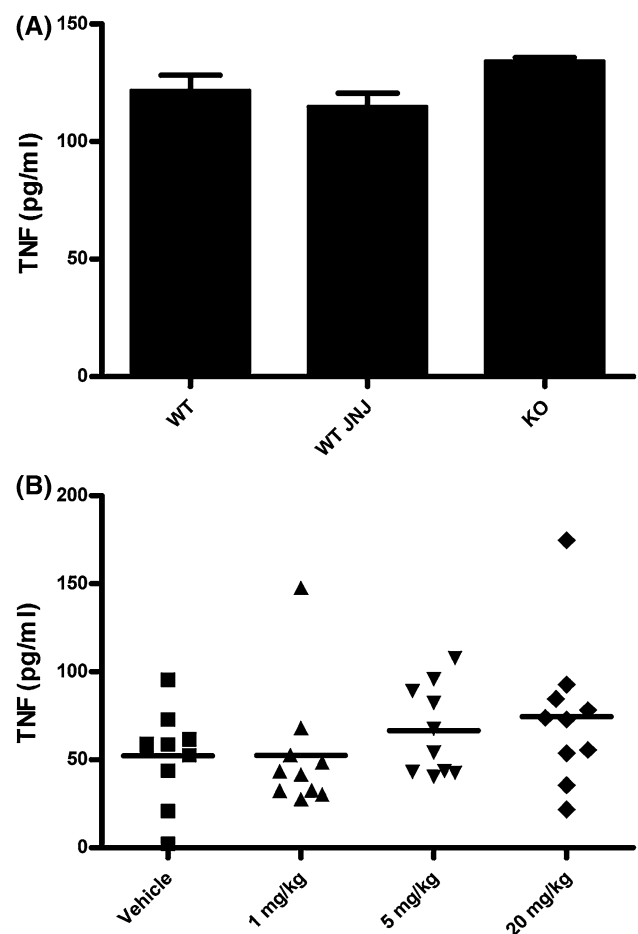 (A)
150
100
50
0
TNF (pg/ml)
WT
WT JNJ
KO
(B)
200
150
100
50
0
TNF (pg/ml)
Vehicle
1 mg/kg
5 mg/kg
20 mg/kg